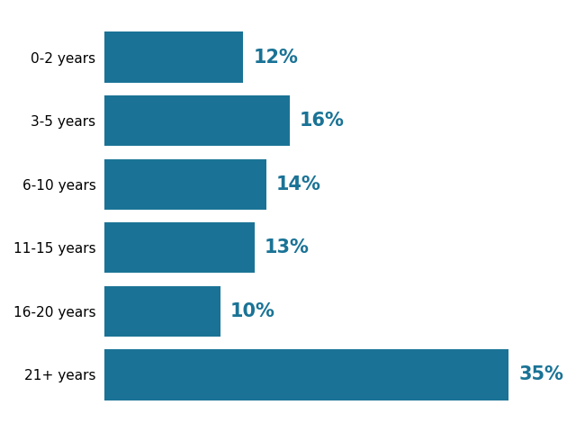 0-2 years 12%
3-5 years 16%
6-10 years 14%
11-15 years 13%
16-20 years 10%
21+ years 35%